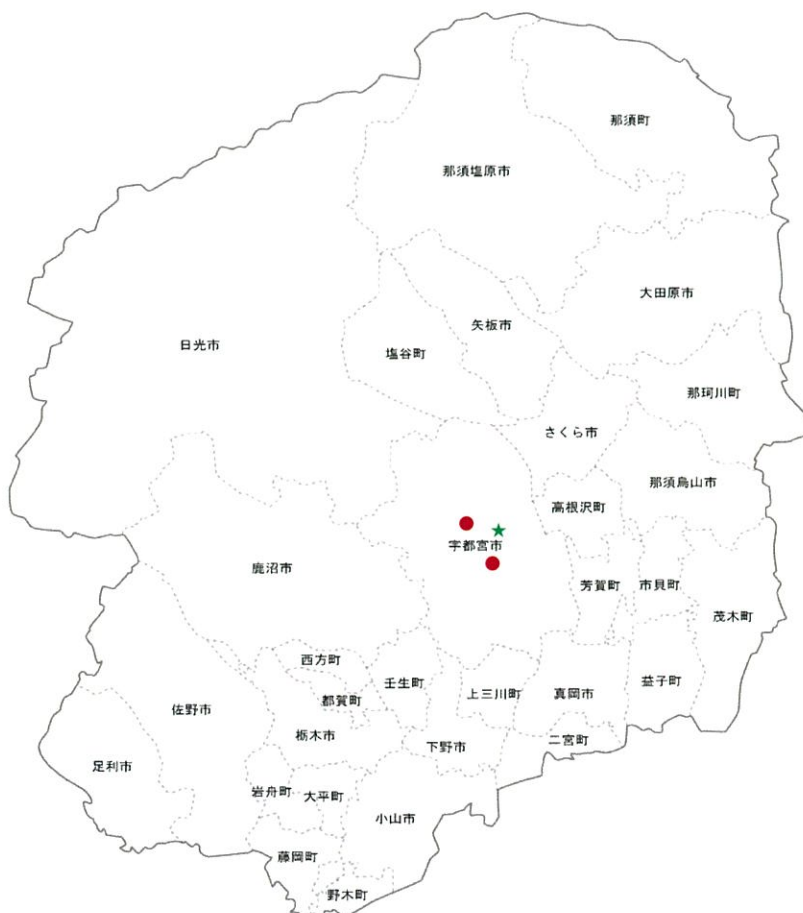 那須町
那須塩原市
大田原市
矢板市
日光市
塩谷町
那珂川町
さくら市
那須烏山市
高根沢町
宇都宮市
鹿沼市
芳賀町
市貝町
茂木町
西方町
壬生町
上三川町
真岡市
益子町
都賀町
佐野市
栃木市
下野市
二宮町
足利市
岩舟町
大平町
小山市
藤岡町
野木町